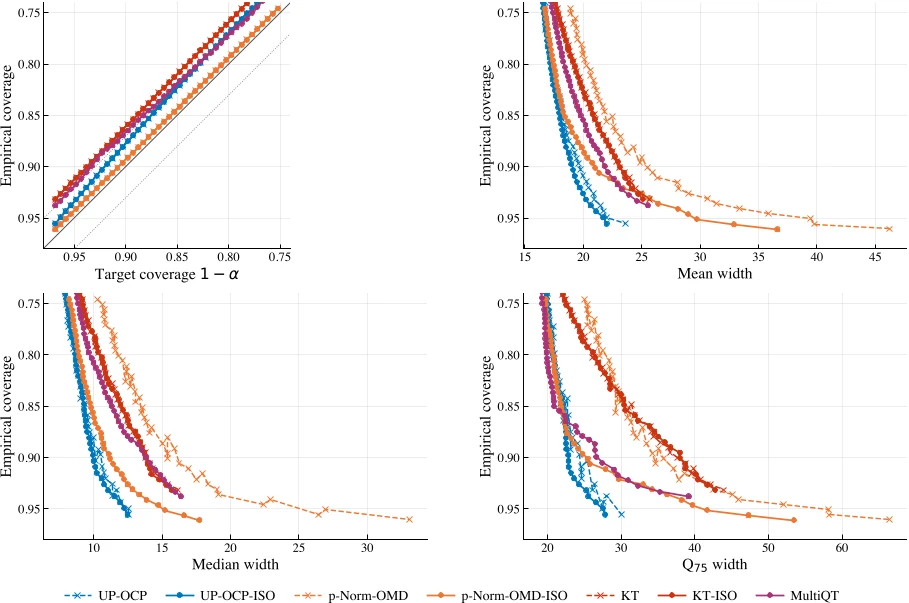 0.75
0.80
0.85
0.90
0.95
Empirical coverage
0.95 0.90 0.85 0.80 0.75
Target coverage 1 − α
0.75
0.80
0.85
0.90
0.95
Empirical coverage
15 20 25 30 35 40 45
Mean width
0.75
0.80
0.85
0.90
0.95
Empirical coverage
10 15 20 25 30
Median width
0.75
0.80
0.85
0.90
0.95
Empirical coverage
20 30 40 50 60
Q75 width
UP-OCP UP-OCP-ISO p-Norm-OMD p-Norm-OMD-ISO KT KT-ISO MultiQT